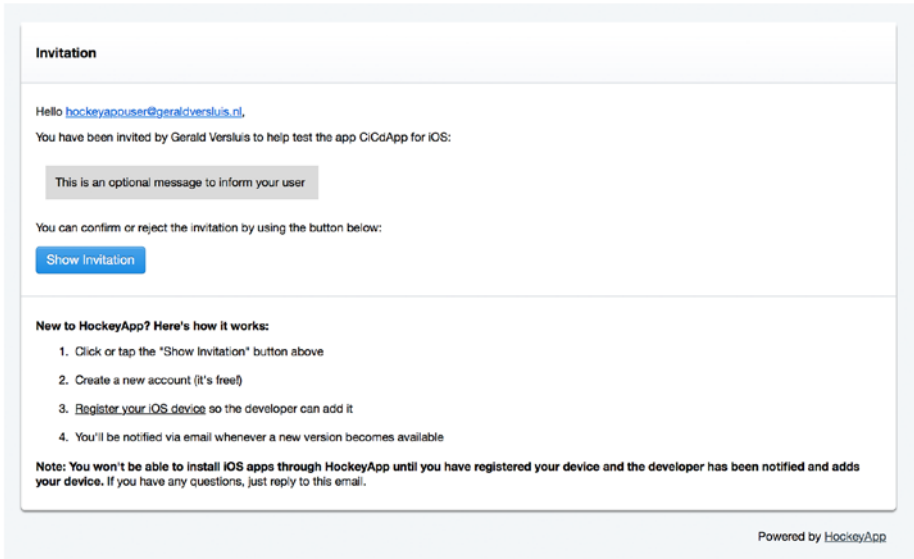 Invitation
Hello hockeyappuser@geraldversluis.nl,
You have been invited by Gerald Versluis to help test the app CiCdApp for iOS:
This is an optional message to inform your user
You can confirm or reject the invitation by using the button below:
Show Invitation
New to HockeyApp? Here's how it works:
1. Click or tap the "Show Invitation" button above
2. Create a new account (it's free!)
3. Register your iOS device so the developer can add it
4. You'll be notified via email whenever a new version becomes available
Note: You won't be able to install iOS apps through HockeyApp until you have registered your device and the developer has been notified and adds
your device. If you have any questions, just reply to this email.
Powered by HockeyApp